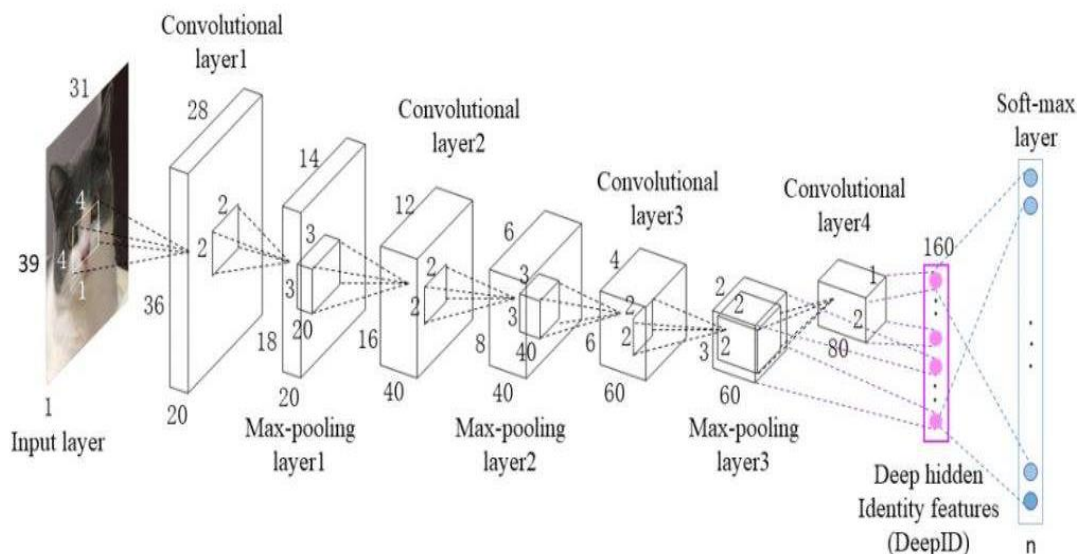 Convolutional
layer1
31
28
Convolutional
layer2
14
12
Convolutional
layer3
Convolutional
layer4
Soft-max
layer
4
4
1
39
36
1
Input layer
20
2
2
18
3
3
20
20
Max-pooling
layer1
2
2
16
40
6
3
3
40
8
40
Max-pooling
layer2
4
2
2
6
60
2
2
2
3
60
Max-pooling
layer3
1
2
80
160
Deep hidden
Identity features
(DeepID)
n